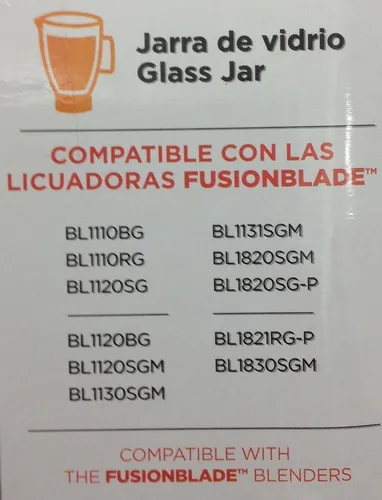 Jarra de vidrio
Glass Jar
COMPATIBLE CON LAS
LICUADORAS FUSIONBLADE™
BL1110BG
BL1110RG
BL1120SG
BL1120BG
BL1120SGM
BL1130SGM
BL1131SGM
BL1820SGM
BL1820SG-P
BL1821RG-P
BL1830SGM
COMPATIBLE WITH
THE FUSIONBLADE™ BLENDERS